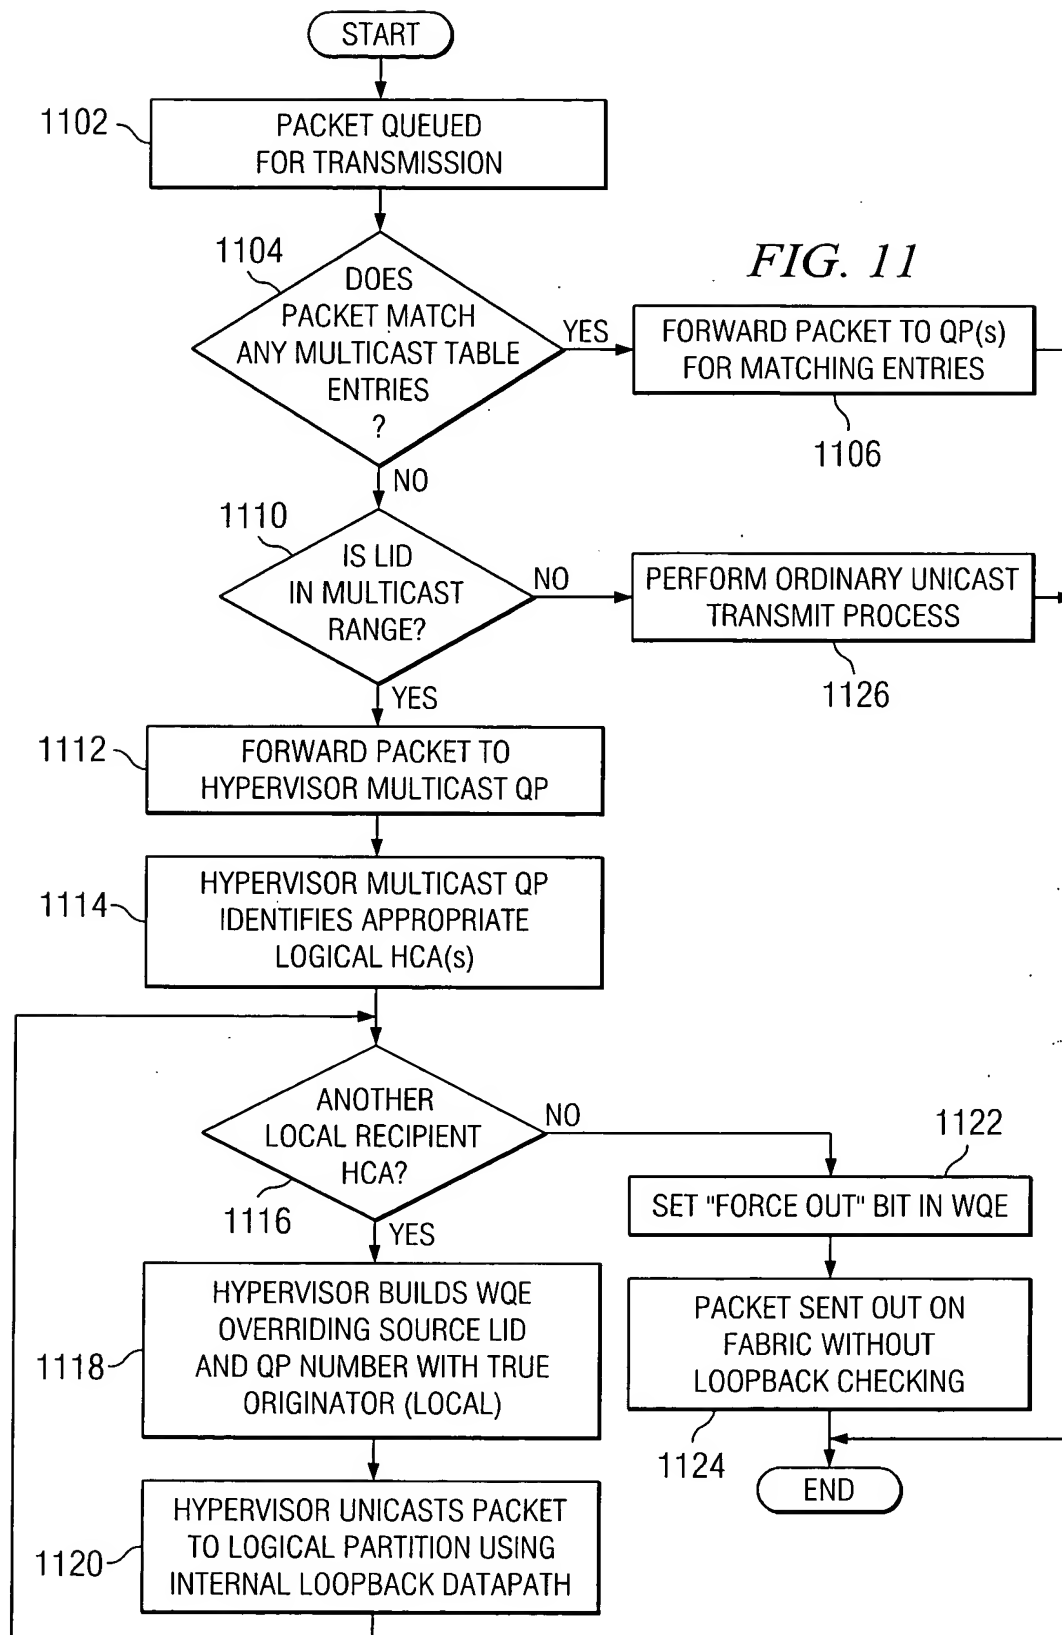 START
1102
PACKET QUEUED
FOR TRANSMISSION
1104
FIG. 11
DOES
PACKET MATCH
ANY MULTICAST TABLE
ENTRIES
?
YES
FORWARD PACKET TO QP(s)
FOR MATCHING ENTRIES
1106
NO
1110
IS LID
IN MULTICAST
RANGE?
NO
PERFORM ORDINARY UNICAST
TRANSMIT PROCESS
1126
YES
1112
FORWARD PACKET TO
HYPERVISOR MULTICAST QP
1114
HYPERVISOR MULTICAST QP
IDENTIFIES APPROPRIATE
LOGICAL HCA(s)
ANOTHER
LOCAL RECIPIENT
HCA?
1116
NO
1122
SET "FORCE OUT" BIT IN WQE
YES
1118
HYPERVISOR BUILDS WQE
OVERRIDING SOURCE LID
AND QP NUMBER WITH TRUE
ORIGINATOR (LOCAL)
PACKET SENT OUT ON
FABRIC WITHOUT
LOOPBACK CHECKING
1124
END
1120
HYPERVISOR UNICASTS PACKET
TO LOGICAL PARTITION USING
INTERNAL LOOPBACK DATAPATH